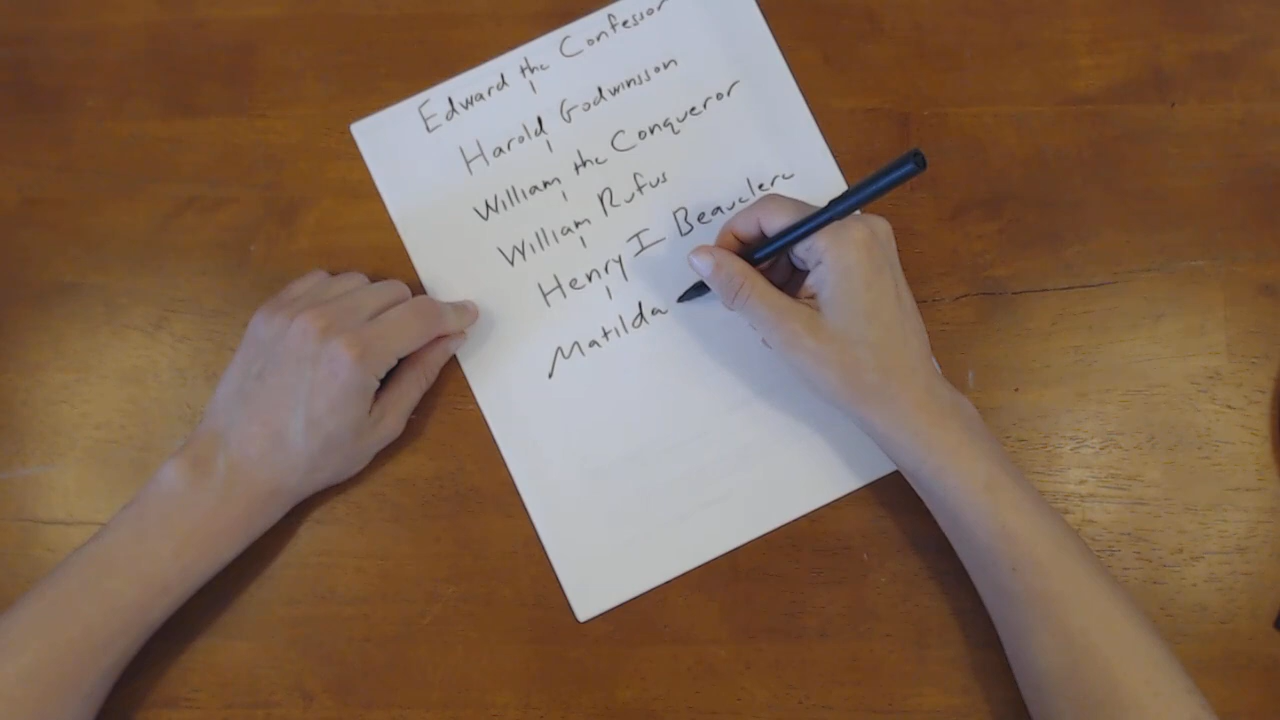 Edward the Confessor
Harold Godwinsson
William the Conqueror
William Rufus
Henry I Beauclerc
Matilda